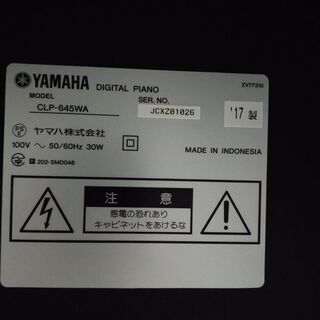 YAMAHA DIGITAL PIANO
ZV77310
MODEL
CLP-645WA
SER. NO.
JCXZ01026
'17 製
PS E
ヤマハ株式会社
100V ～ 50/60Hz 30W
MADE IN INDONESIA
R 202-SMD048
注 意
感電の恐れあり
キャビネットをあけるな